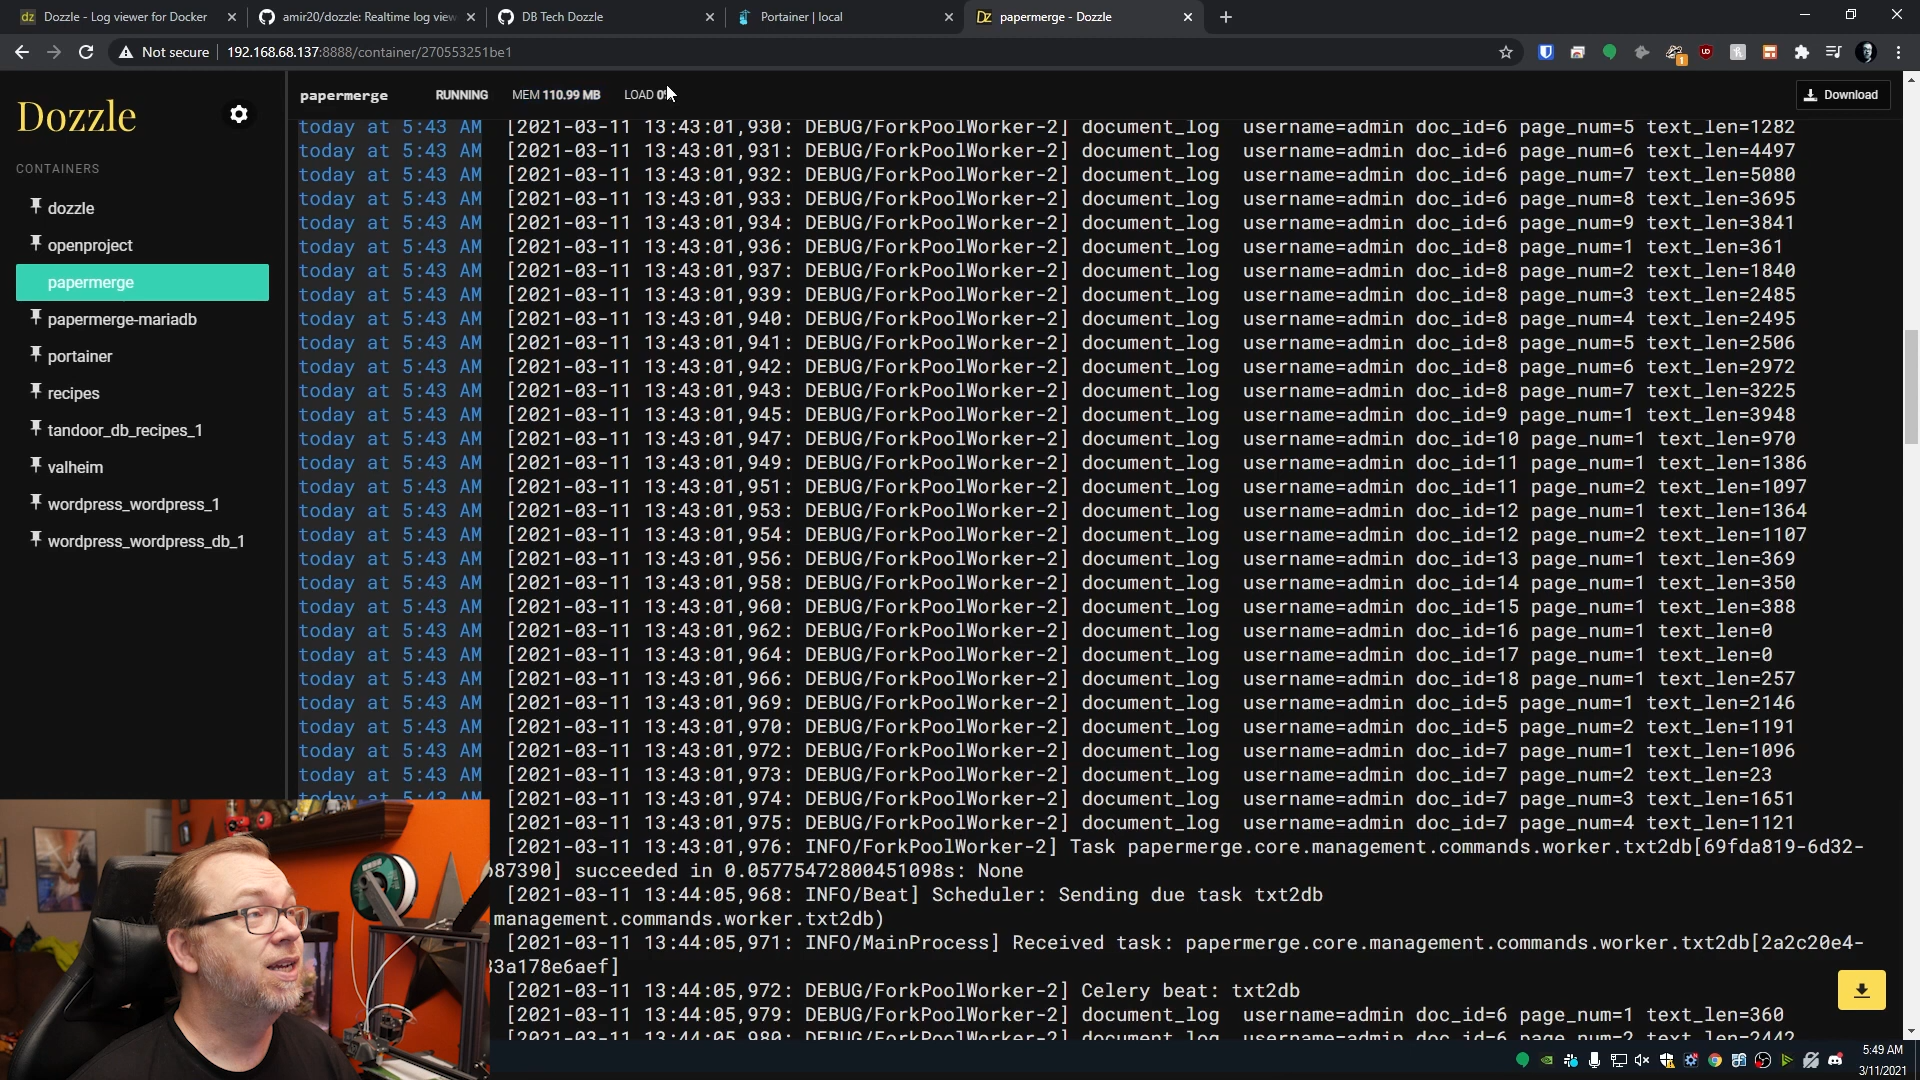 Dozzle - Log viewer for Docker
amir20/dozzle: Realtime log view
DB Tech Dozzle
Portainer | local
papermerge - Dozzle
Not secure
192.168.68.137:8888/container/270553251be1
Dozzle
CONTAINERS
dozzle
openproject
papermerge
papermerge-mariadb
portainer
recipes
tandoor_db_recipes_1
valheim
wordpress_wordpress_1
wordpress_wordpress_db_1
papermerge RUNNING MEM 110.99 MB LOAD
Download
today at 5:43 AM [2021-03-11 13:43:01,930: DEBUG/ForkPoolWorker-2] document_log username=admin doc_id=6 page_num=5 text_len=1282
today at 5:43 AM [2021-03-11 13:43:01,931: DEBUG/ForkPoolWorker-2] document_log username=admin doc_id=6 page_num=6 text_len=4497
today at 5:43 AM [2021-03-11 13:43:01,932: DEBUG/ForkPoolWorker-2] document_log username=admin doc_id=6 page_num=7 text_len=5080
today at 5:43 AM [2021-03-11 13:43:01,933: DEBUG/ForkPoolWorker-2] document_log username=admin doc_id=6 page_num=8 text_len=3695
today at 5:43 AM [2021-03-11 13:43:01,934: DEBUG/ForkPoolWorker-2] document_log username=admin doc_id=6 page_num=9 text_len=3841
today at 5:43 AM [2021-03-11 13:43:01,936: DEBUG/ForkPoolWorker-2] document_log username=admin doc_id=8 page_num=1 text_len=361
today at 5:43 AM [2021-03-11 13:43:01,937: DEBUG/ForkPoolWorker-2] document_log username=admin doc_id=8 page_num=2 text_len=1840
today at 5:43 AM [2021-03-11 13:43:01,939: DEBUG/ForkPoolWorker-2] document_log username=admin doc_id=8 page_num=3 text_len=2485
today at 5:43 AM [2021-03-11 13:43:01,940: DEBUG/ForkPoolWorker-2] document_log username=admin doc_id=8 page_num=4 text_len=2495
today at 5:43 AM [2021-03-11 13:43:01,941: DEBUG/ForkPoolWorker-2] document_log username=admin doc_id=8 page_num=5 text_len=2506
today at 5:43 AM [2021-03-11 13:43:01,942: DEBUG/ForkPoolWorker-2] document_log username=admin doc_id=8 page_num=6 text_len=2972
today at 5:43 AM [2021-03-11 13:43:01,943: DEBUG/ForkPoolWorker-2] document_log username=admin doc_id=8 page_num=7 text_len=3225
today at 5:43 AM [2021-03-11 13:43:01,945: DEBUG/ForkPoolWorker-2] document_log username=admin doc_id=9 page_num=1 text_len=3948
today at 5:43 AM [2021-03-11 13:43:01,947: DEBUG/ForkPoolWorker-2] document_log username=admin doc_id=10 page_num=1 text_len=970
today at 5:43 AM [2021-03-11 13:43:01,949: DEBUG/ForkPoolWorker-2] document_log username=admin doc_id=11 page_num=1 text_len=1386
today at 5:43 AM [2021-03-11 13:43:01,951: DEBUG/ForkPoolWorker-2] document_log username=admin doc_id=11 page_num=2 text_len=1097
today at 5:43 AM [2021-03-11 13:43:01,953: DEBUG/ForkPoolWorker-2] document_log username=admin doc_id=12 page_num=1 text_len=1364
today at 5:43 AM [2021-03-11 13:43:01,954: DEBUG/ForkPoolWorker-2] document_log username=admin doc_id=12 page_num=2 text_len=1107
today at 5:43 AM [2021-03-11 13:43:01,956: DEBUG/ForkPoolWorker-2] document_log username=admin doc_id=13 page_num=1 text_len=369
today at 5:43 AM [2021-03-11 13:43:01,958: DEBUG/ForkPoolWorker-2] document_log username=admin doc_id=14 page_num=1 text_len=350
today at 5:43 AM [2021-03-11 13:43:01,960: DEBUG/ForkPoolWorker-2] document_log username=admin doc_id=15 page_num=1 text_len=388
today at 5:43 AM [2021-03-11 13:43:01,962: DEBUG/ForkPoolWorker-2] document_log username=admin doc_id=16 page_num=1 text_len=0
today at 5:43 AM [2021-03-11 13:43:01,964: DEBUG/ForkPoolWorker-2] document_log username=admin doc_id=17 page_num=1 text_len=0
today at 5:43 AM [2021-03-11 13:43:01,966: DEBUG/ForkPoolWorker-2] document_log username=admin doc_id=18 page_num=1 text_len=257
today at 5:43 AM [2021-03-11 13:43:01,969: DEBUG/ForkPoolWorker-2] document_log username=admin doc_id=5 page_num=1 text_len=2146
today at 5:43 AM [2021-03-11 13:43:01,970: DEBUG/ForkPoolWorker-2] document_log username=admin doc_id=5 page_num=2 text_len=1191
today at 5:43 AM [2021-03-11 13:43:01,972: DEBUG/ForkPoolWorker-2] document_log username=admin doc_id=7 page_num=1 text_len=1096
today at 5:43 AM [2021-03-11 13:43:01,973: DEBUG/ForkPoolWorker-2] document_log username=admin doc_id=7 page_num=2 text_len=23
today at 5:43 AM [2021-03-11 13:43:01,974: DEBUG/ForkPoolWorker-2] document_log username=admin doc_id=7 page_num=3 text_len=1651
[2021-03-11 13:43:01,975: DEBUG/ForkPoolWorker-2] document_log username=admin doc_id=7 page_num=4 text_len=1121
[2021-03-11 13:43:01,976: INFO/ForkPoolWorker-2] Task papermerge.core.management.commands.worker.txt2db[69fda819-6d32-
87390] succeeded in 0.05775472800451098s: None
[2021-03-11 13:44:05,968: INFO/Beat] Scheduler: Sending due task txt2db
management.commands.worker.txt2db)
[2021-03-11 13:44:05,971: INFO/MainProcess] Received task: papermerge.core.management.commands.worker.txt2db[2a2c20e4-
3a178e6aef]
[2021-03-11 13:44:05,972: DEBUG/ForkPoolWorker-2] Celery beat: txt2db
[2021-03-11 13:44:05,979: DEBUG/ForkPoolWorker-2] document_log username=admin doc_id=6 page_num=1 text_len=360
[2021-03-11 13:44:05,980: DEBUG/ForkPoolWorker-2] document_log username=admin doc_id=6 page_num=2 text_len=2442
5:49 AM
3/11/2021